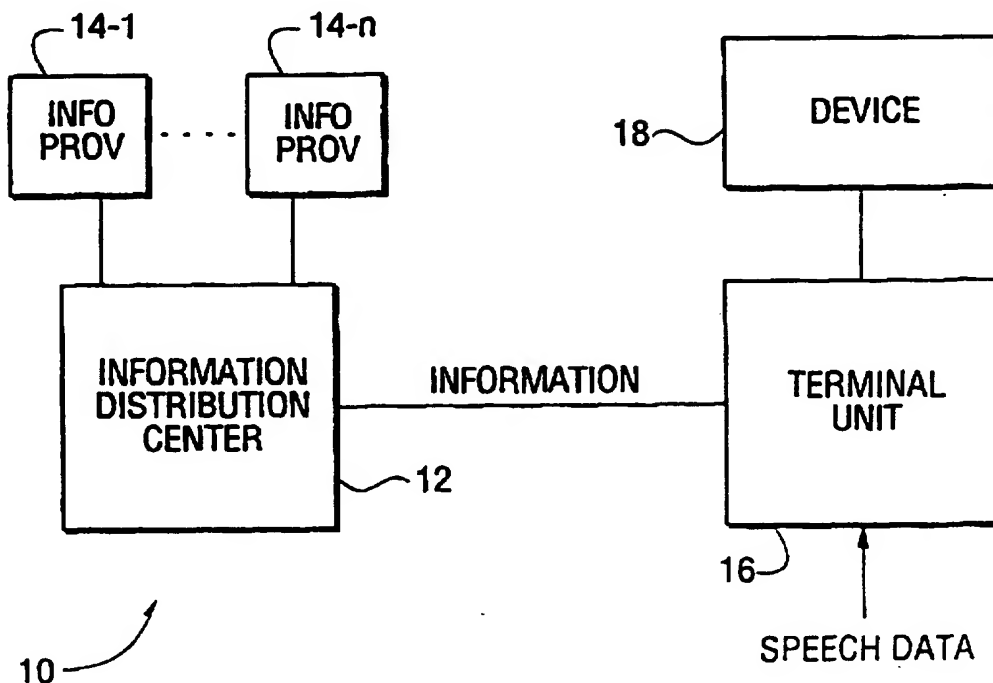 14-1
14-n
INFO
PROV
INFO
PROV
DEVICE
18
INFORMATION
DISTRIBUTION
CENTER
INFORMATION
TERMINAL
UNIT
12
16
SPEECH DATA
10